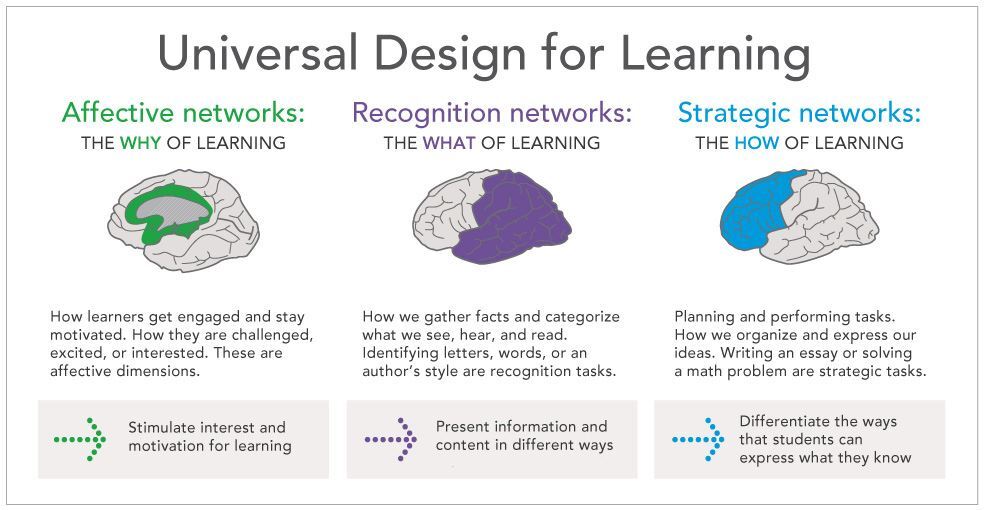 Universal Design for Learning
Affective networks:
THE WHY OF LEARNING
How learners get engaged and stay
motivated. How they are challenged,
excited, or interested. These are
affective dimensions.
Stimulate interest and
motivation for learning
Recognition networks:
THE WHAT OF LEARNING
How we gather facts and categorize
what we see, hear, and read.
Identifying letters, words, or an
author's style are recognition tasks.
Present information and
content in different ways
Strategic networks:
THE HOW OF LEARNING
Planning and performing tasks.
How we organize and express our
ideas. Writing an essay or solving
a math problem are strategic tasks.
Differentiate the ways
that students can
express what they know